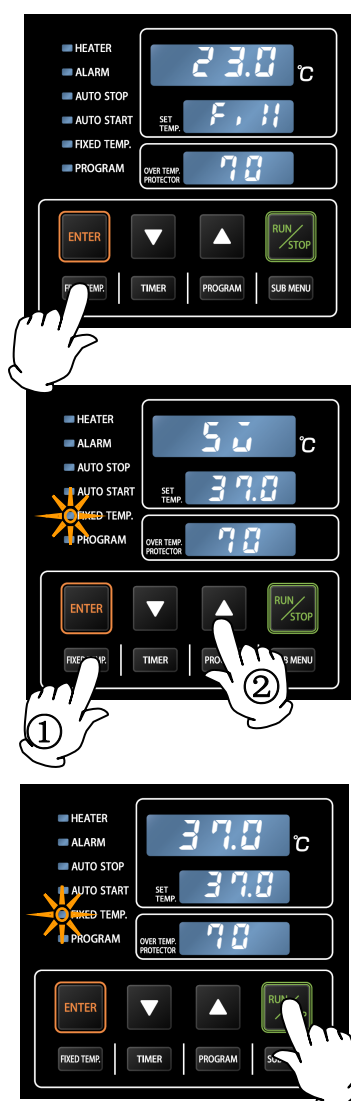 HEATER
ALARM
AUTO STOP
AUTO START
FIXED TEMP.
PROGRAM
23.0 ℃
SET TEMP. Fix
OVER TEMP. PROTECTOR 70
ENTER ▼ ▲ RUN/STOP
TEMP. TIMER PROGRAM SUB MENU
HEATER
ALARM
AUTO STOP
AUTO START
FIXED TEMP.
PROGRAM
℃
SET TEMP. 37.0
OVER TEMP. PROTECTOR 70
ENTER ▼ ▲ RUN/STOP
FIXED TIMER MENU
① ②
HEATER
ALARM
AUTO STOP
AUTO START
FIXED TEMP.
PROGRAM
37.0 ℃
SET TEMP. 37.0
OVER TEMP. PROTECTOR 70
ENTER ▼ ▲ RUN
FIXED TEMP. TIMER PROGRAM